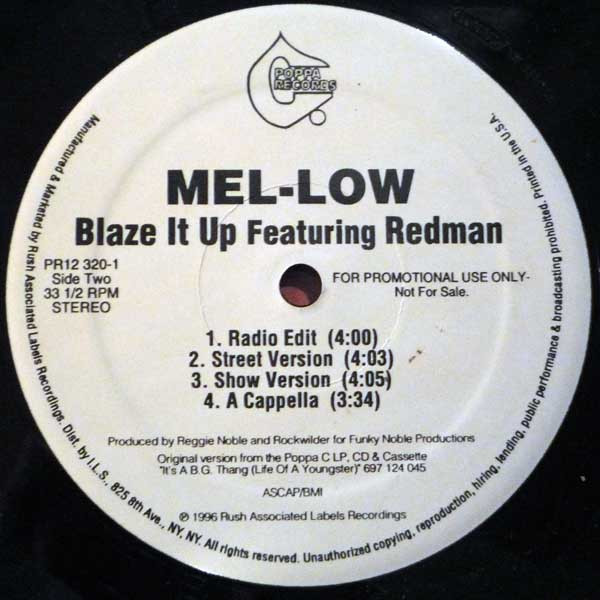 POPPA
RECORDS
MEL-LOW
Blaze It Up Featuring Redman
PR12 320-1
Side Two
33 1/2 RPM
STEREO
FOR PROMOTIONAL USE ONLY-
Not For Sale.
1. Radio Edit (4:00)
2. Street Version (4:03)
3. Show Version (4:05)
4. A Cappella (3:34)
Produced by Reggie Noble and Rockwilder for Funky Noble Productions
Original version from the Poppa C LP, CD & Cassette
"It's A B.G. Thang (Life Of A Youngster)" 697 124 045
ASCAP/BMI
℗ 1996 Rush Associated Labels Recordings
Manufactured & Marketed by Rush Associated Labels Recordings. Dist. by I.L.S., 825 8th Ave., NY, NY. All rights reserved. Unauthorized copying, reproduction, hiring, lending, public performance & broadcasting prohibited. Printed in the U.S.A.